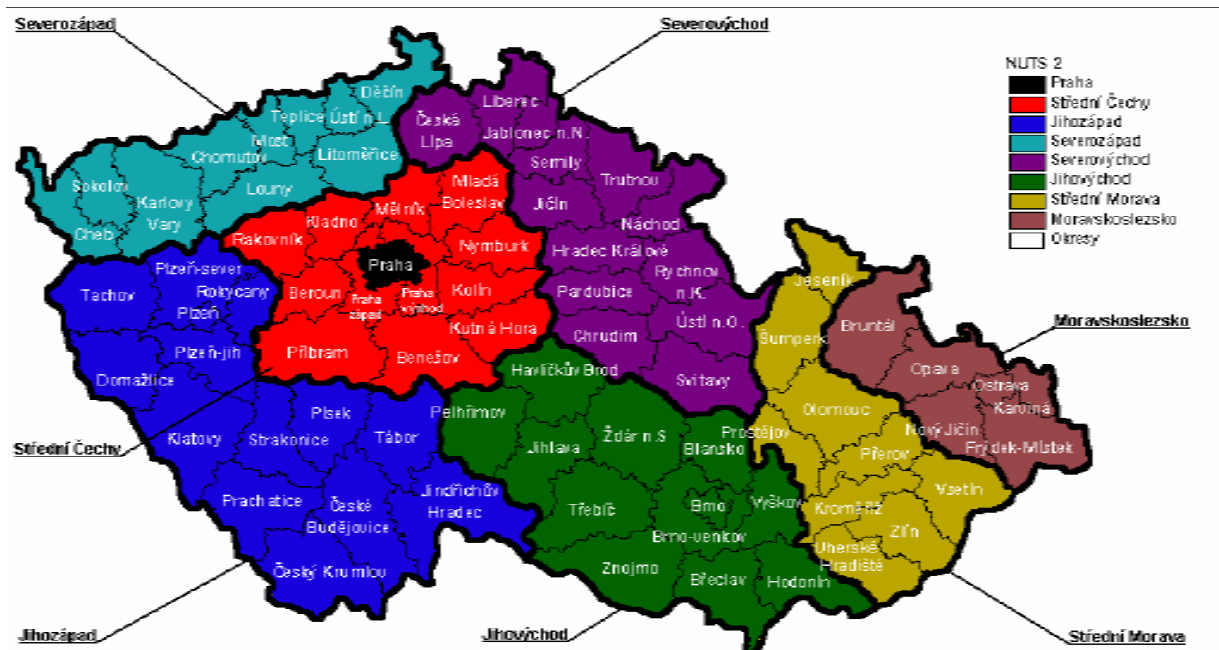 Severozápad
Severovýchod
NUTS 2
Praha
Střední Čechy
Jihozápad
Severozápad
Severovýchod
Jihovýchod
Střední Morava
Moravskoslezsko
Okresy
Děčín
Teplice
Ústí n.L.
Most
Chomutov
Litoměřice
Louny
Sokolov
Karlovy
Vary
Cheb
Česká
Lípa
Liberec
Jablonec n.N.
Semily
Trutnov
Jičín
Náchod
Hradec Králové
Rychnov
n.K.
Pardubice
Ústí n.O.
Chrudim
Svitavy
Mladá
Boleslav
Mělník
Kladno
Rakovník
Nymburk
Praha
Beroun
Praha
západ
Praha
východ
Kolín
Kutná Hora
Příbram
Benešov
Plzeň-sever
Tachov
Rokycany
Plzeň
Plzeň-jih
Domažlice
Klatovy
Písek
Strakonice
Tábor
Prachatice
České
Budějovice
Jindřichův
Hradec
Český Krumlov
Havlíčkův Brod
Pelhřimov
Jihlava
Žďár n.S
Blansko
Třebíč
Brno
Vyškov
Brno-venkov
Znojmo
Břeclav
Hodonín
Jeseník
Šumperk
Olomouc
Prostějov
Přerov
Kroměříž
Vsetín
Zlín
Uherské
Hradiště
Bruntál
Opava
Ostrava
Karviná
Nový Jičín
Frýdek-Místek
Moravskoslezsko
Střední Čechy
Jihozápad
Jihovýchod
Střední Morava